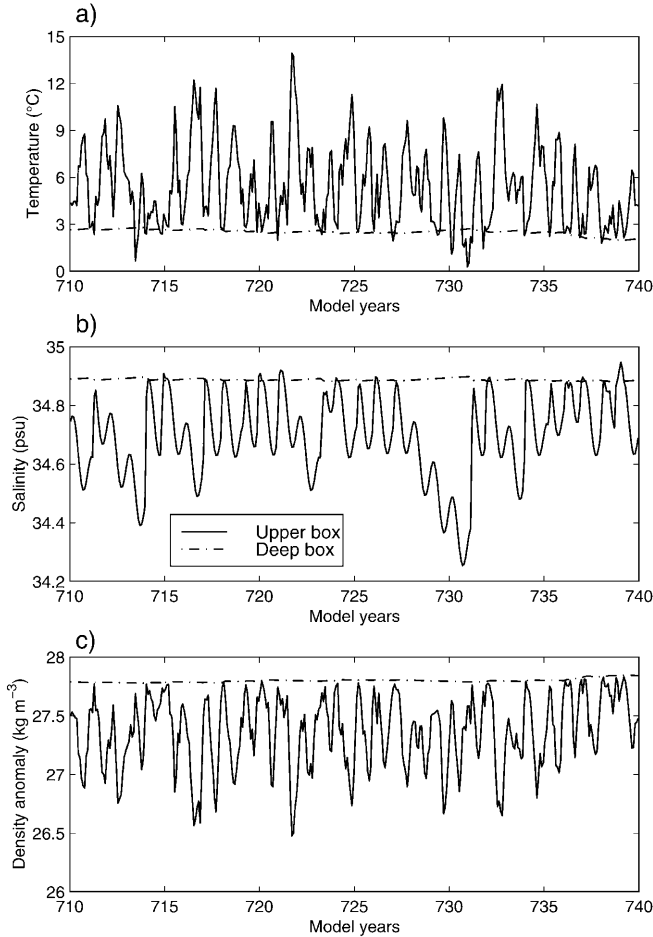 a)
15
12
9
6
3
0
Temperature (°C)
710 715 720 725 730 735 740
Model years
b)
35
34.8
34.6
34.4
34.2
Salinity (psu)
Upper box
Deep box
710 715 720 725 730 735 740
Model years
c)
28
27.5
27
26.5
26
Density anomaly (kg m⁻³)
710 715 720 725 730 735 740
Model years